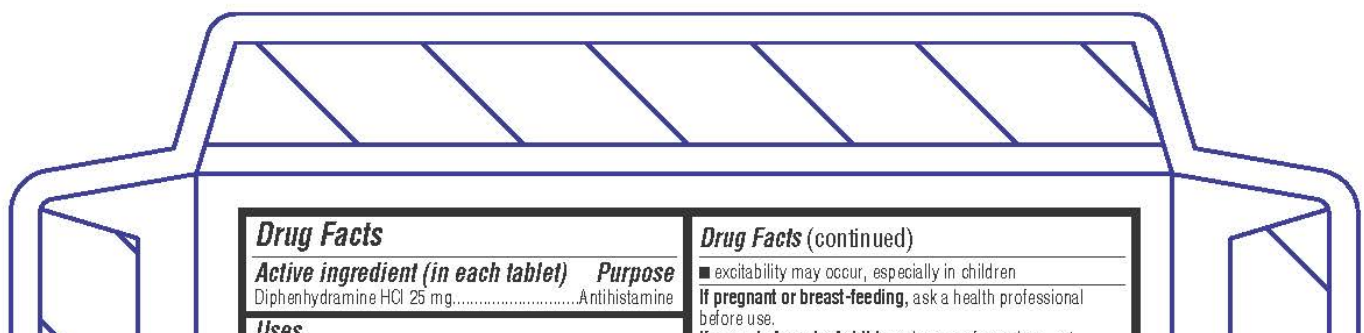 Drug Facts
Active ingredient (in each tablet) Purpose
Diphenhydramine HCl 25 mg..............................Antihistamine
Uses
Drug Facts (continued)
■ excitability may occur, especially in children
If pregnant or breast-feeding, ask a health professional
before use.